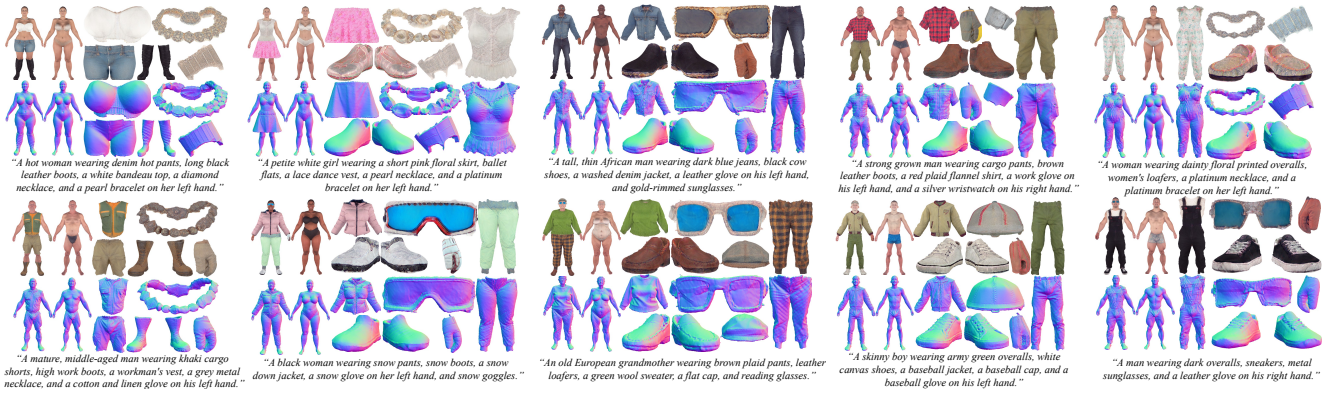 “A hot woman wearing denim hot pants, long black
leather boots, a white bandeau top, a diamond
necklace, and a pearl bracelet on her left hand.”
“A petite white girl wearing a short pink floral skirt, ballet
flats, a lace dance vest, a pearl necklace, and a platinum
bracelet on her left hand.”
“A tall, thin African man wearing dark blue jeans, black cow
shoes, a washed denim jacket, a leather glove on his left hand,
and gold-rimmed sunglasses.”
“A strong grown man wearing cargo pants, brown
leather boots, a red plaid flannel shirt, a work glove on
his left hand, and a silver wristwatch on his right hand.”
“A woman wearing dainty floral printed overalls,
women's loafers, a platinum necklace, and a
platinum bracelet on her left hand.”
“A mature, middle-aged man wearing khaki cargo
shorts, high work boots, a workman's vest, a grey metal
necklace, and a cotton and linen glove on his left hand.”
“A black woman wearing snow pants, snow boots, a snow
down jacket, a snow glove on her left hand, and snow goggles.”
“An old European grandmother wearing brown plaid pants, leather
loafers, a green wool sweater, a flat cap, and reading glasses.”
“A skinny boy wearing army green overalls, white
canvas shoes, a baseball jacket, a baseball cap, and a
baseball glove on his left hand.”
“A man wearing dark overalls, sneakers, metal
sunglasses, and a leather glove on his right hand.”